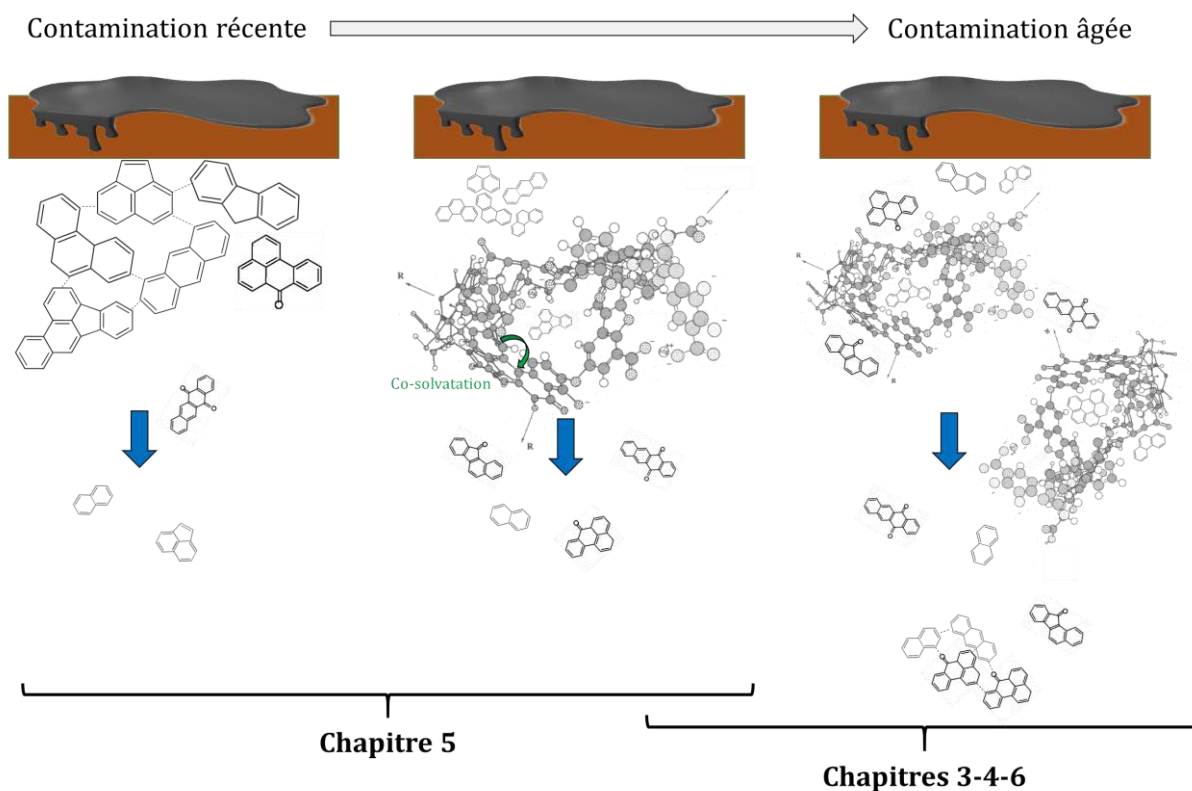 Contamination récente
Contamination âgée
R
Co-solvatation
R
R
Chapitre 5
Chapitres 3-4-6